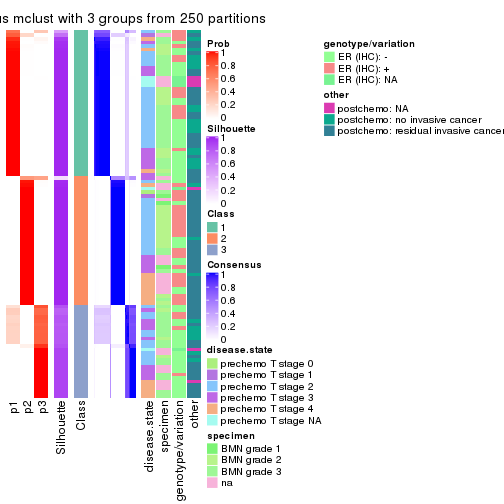 us mclust with 3 groups from 250 partitions
Prob
1
0.8
0.6
0.4
0.2
0
Silhouette
1
0.8
0.6
0.4
0.2
0
Class
1
2
3
Consensus
1
0.8
0.6
0.4
0.2
0
disease.state
prechemo T stage 0
prechemo T stage 1
prechemo T stage 2
prechemo T stage 3
prechemo T stage 4
prechemo T stage NA
specimen
BMN grade 1
BMN grade 2
BMN grade 3
na
genotype/variation
ER (IHC): -
ER (IHC): +
ER (IHC): NA
other
postchemo: NA
postchemo: no invasive cancer
postchemo: residual invasive cancer
p1
p2
p3
Silhouette
Class
disease.state
specimen
genotype/variation
other